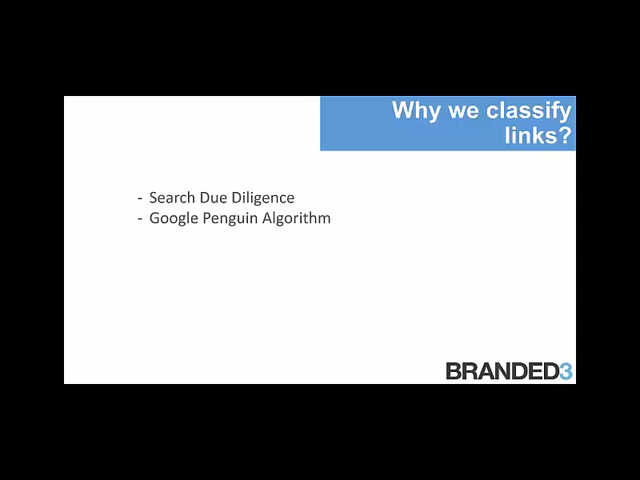 Why we classify
links?
- Search Due Diligence
- Google Penguin Algorithm
BRANDED3